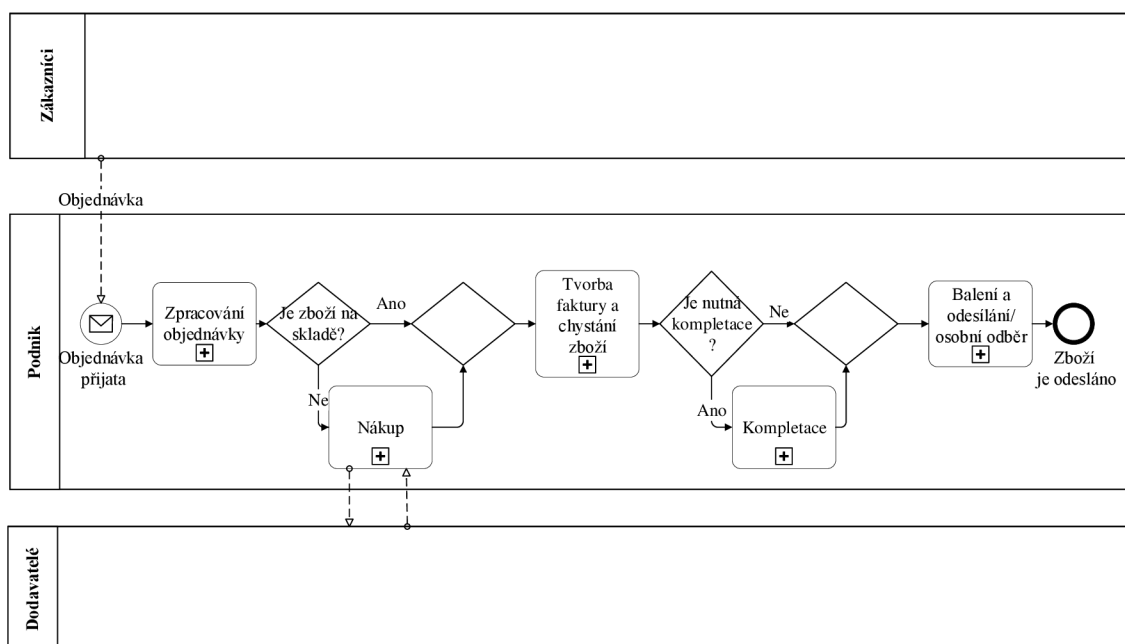 Zákazníci
Objednávka
Podnik
Objednávka
přijata
Zpracování
objednávky
Je zboží na
skladě?
Ano
Ne
Nákup
Tvorba
faktury a
chystání
zboží
Je nutná
kompletace
?
Ne
Ano
Kompletace
Balení a
odesílání/
osobní odběr
Zboží
je odesláno
Dodavatelé